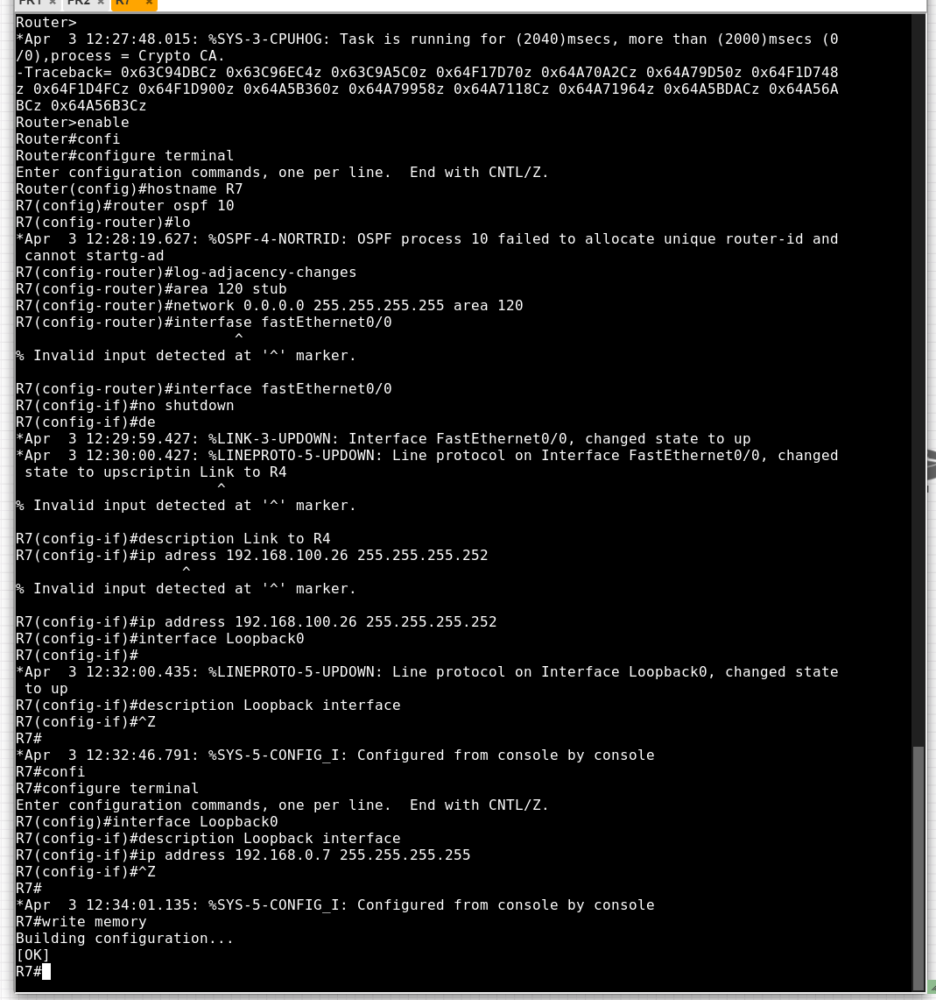 FR1 × FR2 × R7 ×
Router>
*Apr  3 12:27:48.015: %SYS-3-CPUHOG: Task is running for (2040)msecs, more than (2000)msecs (0
/0),process = Crypto CA.
-Traceback= 0x63C94DBCz 0x63C96EC4z 0x63C9A5C0z 0x64F17D70z 0x64A70A2Cz 0x64A79D50z 0x64F1D748
z 0x64F1D4FCz 0x64F1D900z 0x64A5B360z 0x64A79958z 0x64A7118Cz 0x64A71964z 0x64A5BDACz 0x64A56A
BCz 0x64A56B3Cz
Router>enable
Router#confi
Router#configure terminal
Enter configuration commands, one per line.  End with CNTL/Z.
Router(config)#hostname R7
R7(config)#router ospf 10
R7(config-router)#lo
*Apr  3 12:28:19.627: %OSPF-4-NORTRID: OSPF process 10 failed to allocate unique router-id and
 cannot startg-ad
R7(config-router)#log-adjacency-changes
R7(config-router)#area 120 stub
R7(config-router)#network 0.0.0.0 255.255.255.255 area 120
R7(config-router)#interfase fastEthernet0/0
                         ^
% Invalid input detected at '^' marker.

R7(config-router)#interface fastEthernet0/0
R7(config-if)#no shutdown
R7(config-if)#de
*Apr  3 12:29:59.427: %LINK-3-UPDOWN: Interface FastEthernet0/0, changed state to up
*Apr  3 12:30:00.427: %LINEPROTO-5-UPDOWN: Line protocol on Interface FastEthernet0/0, changed
 state to upscriptin Link to R4
                       ^
% Invalid input detected at '^' marker.

R7(config-if)#description Link to R4
R7(config-if)#ip adress 192.168.100.26 255.255.255.252
                   ^
% Invalid input detected at '^' marker.

R7(config-if)#ip address 192.168.100.26 255.255.255.252
R7(config-if)#interface Loopback0
R7(config-if)#
*Apr  3 12:32:00.435: %LINEPROTO-5-UPDOWN: Line protocol on Interface Loopback0, changed state
 to up
R7(config-if)#description Loopback interface
R7(config-if)#^Z
R7#
*Apr  3 12:32:46.791: %SYS-5-CONFIG_I: Configured from console by console
R7#confi
R7#configure terminal
Enter configuration commands, one per line.  End with CNTL/Z.
R7(config)#interface Loopback0
R7(config-if)#description Loopback interface
R7(config-if)#ip address 192.168.0.7 255.255.255.255
R7(config-if)#^Z
R7#
*Apr  3 12:34:01.135: %SYS-5-CONFIG_I: Configured from console by console
R7#write memory
Building configuration...
[OK]
R7#